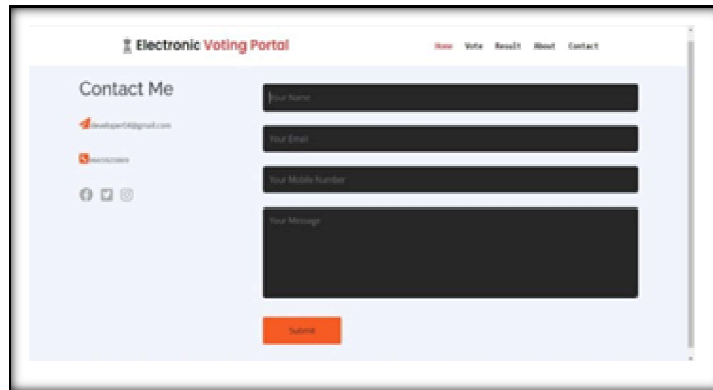 Electronic Voting Portal
Home Vote Result About Contact
Contact Me
Your Name
Your Email
Your Mobile Number
Your Message
Submit